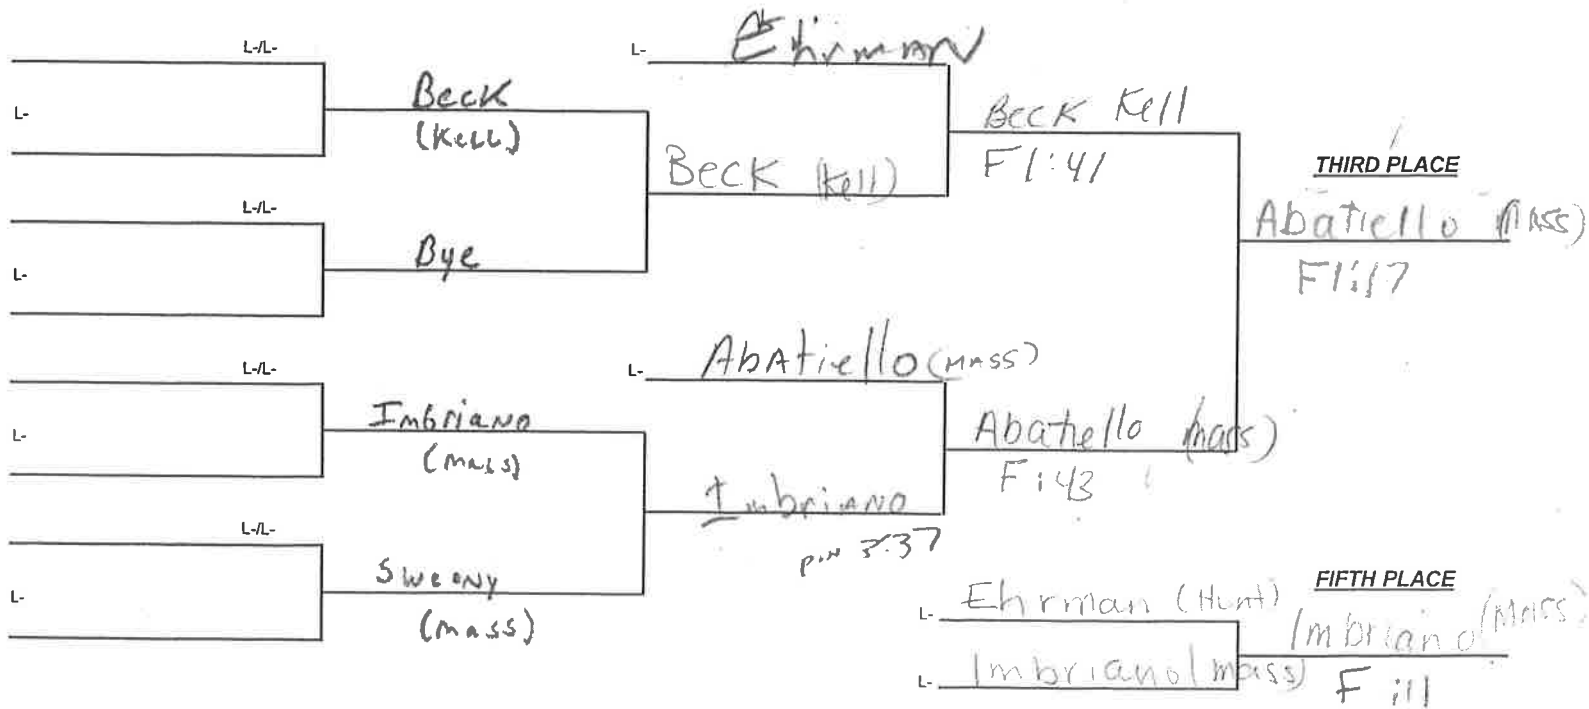 L-/L-
L-
Beck
(Kell)
L-/L-
L-
Bye
L-/L-
L-
Imbriano
(Mass)
L-/L-
L-
Sweeny
(Mass)
L- Ehrman
Beck (Kell)
L- Abatiello (Mass)
Imbriano
pin 3:37
Beck Kell
F 1:41
Abatiello (Mass)
F :43
THIRD PLACE
Abatiello (Mass)
F 1:17
FIFTH PLACE
L- Ehrman (Hunt)
L- Imbriano (Mass)
Imbriano (Mass)
F :11